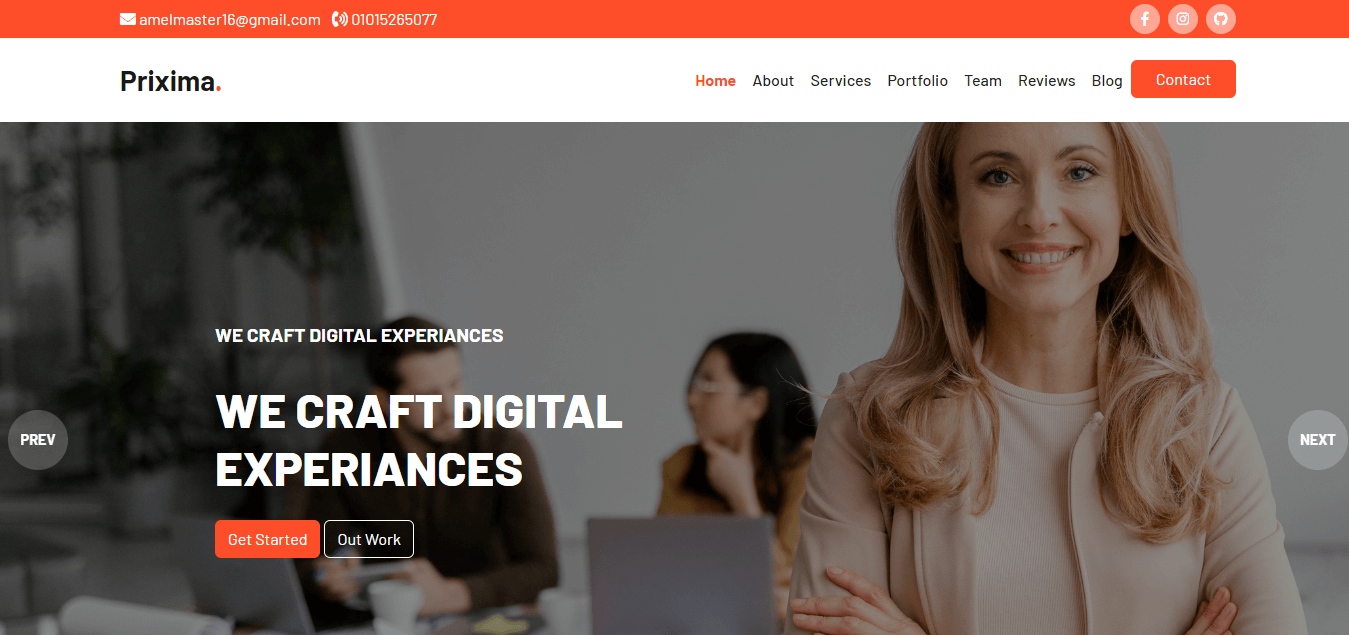 amelmaster16@gmail.com 01015265077
Prixima.
Home About Services Portfolio Team Reviews Blog Contact
WE CRAFT DIGITAL EXPERIANCES
WE CRAFT DIGITAL
EXPERIANCES
PREV
NEXT
Get Started Out Work